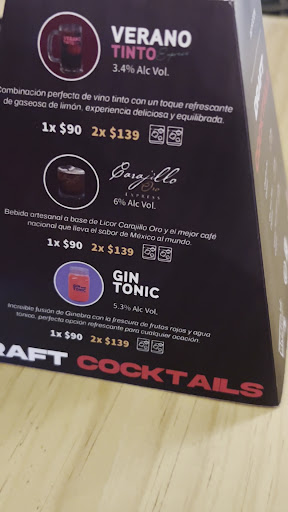 VERANO
TINTO
3.4% Alc Vol.
Combinación perfecta de vino tinto con un toque refrescante
de gaseosa de limón, experiencia deliciosa y equilibrada.
1x $90 2x $139
Carajillo
Oro
EXPRESS
6% Alc Vol.
Bebida artesanal a base de Licor Carajillo Oro y el mejor café
nacional que lleva el sabor de México al mundo.
1x $90 2x $139
GIN
TONIC
5.3% Alc Vol.
Increíble fusión de Ginebra con la frescura de frutos rojos y agua
tónica, perfecta opción refrescante para cualquier ocasión.
1x $90 2x $139
RAFT COCKTAILS